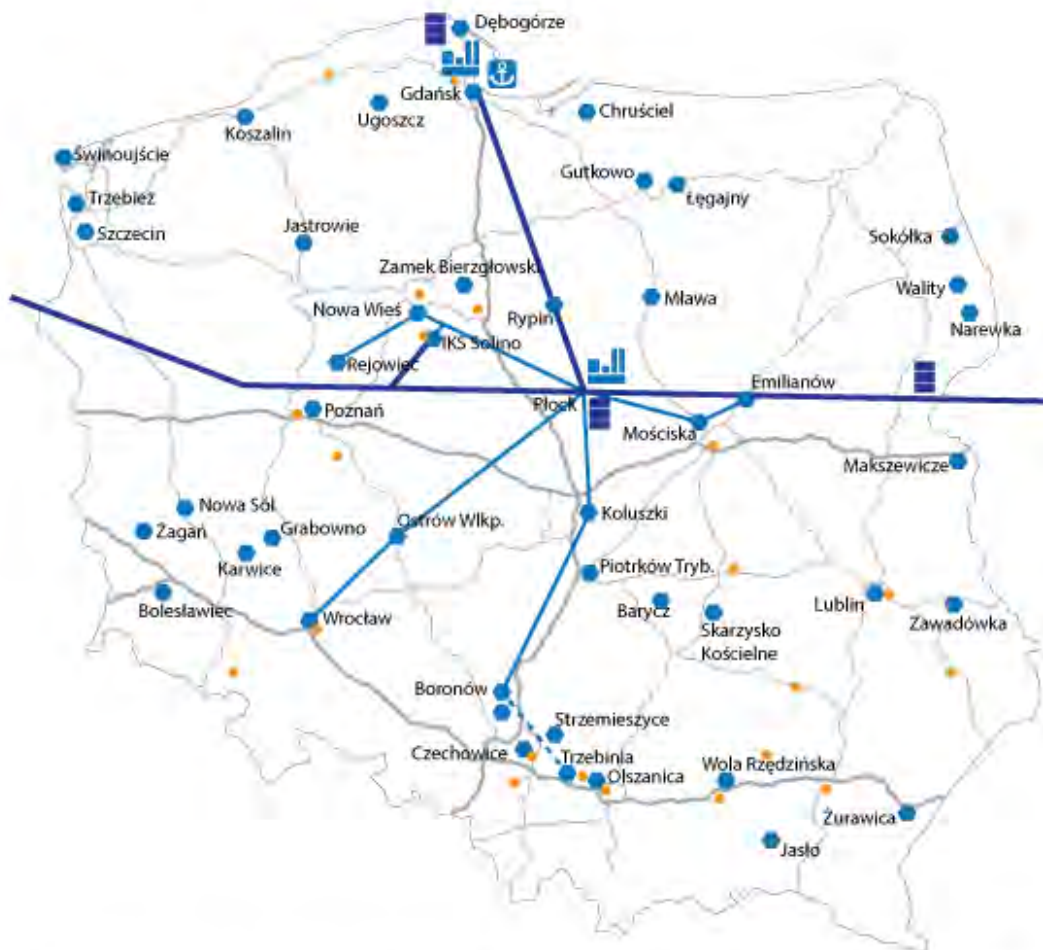 Dębogórze
Gdańsk
Chruściel
Ugoszcz
Koszalin
Świnoujście
Gutkowo
Łęgajny
Trzebież
Szczecin
Jastrowie
Sokółka
Zamek Bierzgłowski
Wality
Nowa Wieś
Rypin
Mława
Narewka
IKS Solino
Rejowiec
Emilianów
Płock
Poznań
Mościska
Makszewicze
Nowa Sól
Koluszki
Żagań
Grabowno
Ostrów Wlkp.
Karwice
Piotrków Tryb.
Bolesławiec
Barycz
Lublin
Wrocław
Skarzysko
Kościelne
Zawadówka
Boronów
Strzemieszyce
Czechowice
Trzebinia
Olszanica
Wola Rzędzińska
Żurawica
Jasło